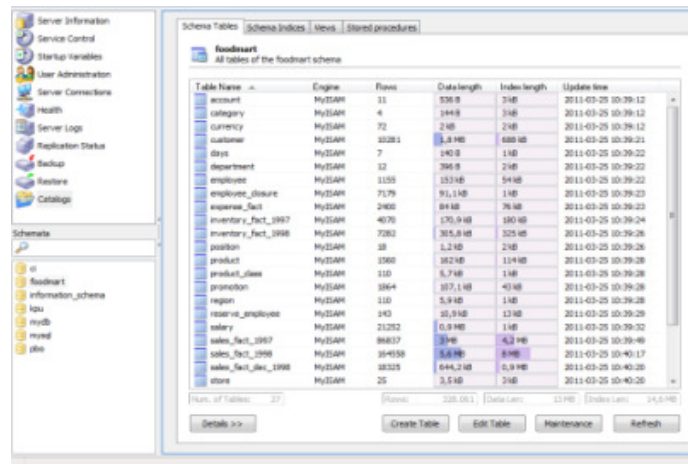 Server Information
Service Control
Startup Variables
User Administration
Server Connections
Health
Server Logs
Replication Status
Backup
Restore
Catalogs
Schemata
ci
foodmart
information_schema
kpu
mydb
mysql
pbo
Schema Tables Schema Indices Views Stored procedures
foodmart
All tables of the foodmart schema
Table Name Engine Rows Data length Index length Update time
account MyISAM 11 536 B 3 kB 2011-03-25 10:39:12
category MyISAM 4 144 B 3 kB 2011-03-25 10:39:12
currency MyISAM 72 2 kB 2 kB 2011-03-25 10:39:12
customer MyISAM 10281 1,8 MB 688 kB 2011-03-25 10:39:21
days MyISAM 7 140 B 1 kB 2011-03-25 10:39:22
department MyISAM 12 396 B 2 kB 2011-03-25 10:39:22
employee MyISAM 1155 153 kB 54 kB 2011-03-25 10:39:22
employee_closure MyISAM 7179 91,1 kB 1 kB 2011-03-25 10:39:23
expense_fact MyISAM 2400 84 kB 76 kB 2011-03-25 10:39:23
inventory_fact_1997 MyISAM 4070 170,9 kB 180 kB 2011-03-25 10:39:24
inventory_fact_1998 MyISAM 7282 305,8 kB 325 kB 2011-03-25 10:39:26
position MyISAM 18 1,2 kB 2 kB 2011-03-25 10:39:26
product MyISAM 1560 162 kB 114 kB 2011-03-25 10:39:28
product_class MyISAM 110 5,7 kB 1 kB 2011-03-25 10:39:28
promotion MyISAM 1864 107,1 kB 43 kB 2011-03-25 10:39:28
region MyISAM 110 5,9 kB 1 kB 2011-03-25 10:39:28
reserve_employee MyISAM 143 18,9 kB 13 kB 2011-03-25 10:39:29
salary MyISAM 21252 0,9 MB 1 kB 2011-03-25 10:39:32
sales_fact_1997 MyISAM 86837 3 MB 4,2 MB 2011-03-25 10:39:46
sales_fact_1998 MyISAM 164558 5,6 MB 8 MB 2011-03-25 10:40:17
sales_fact_dec_1998 MyISAM 18325 644,2 kB 0,9 MB 2011-03-25 10:40:20
store MyISAM 25 3,5 kB 3 kB 2011-03-25 10:40:20
Num. of Tables: 37 Rows: Data Len: 13 MB Index Len: 14,6 MB
Details >> Create Table Edit Table Maintenance Refresh